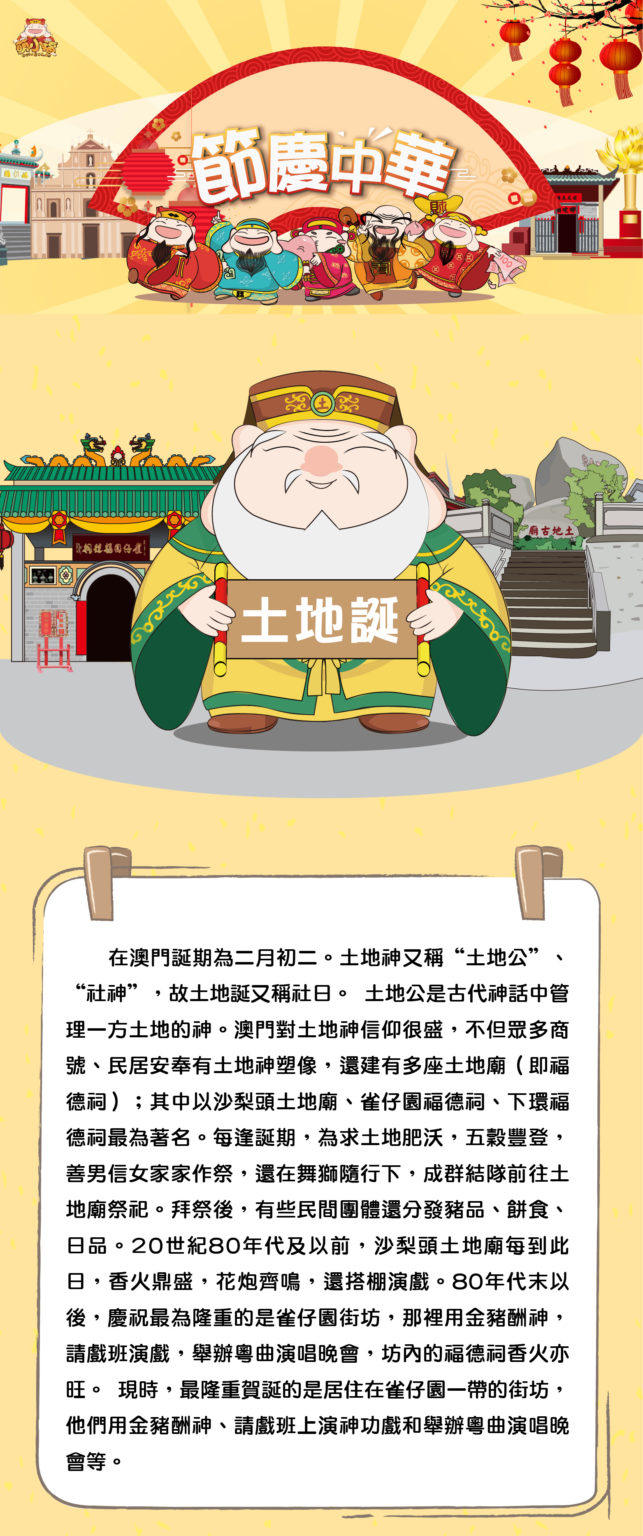 節慶中華
財
土
雀仔園福德祠
土地古廟
土地誕
在澳門誕期為二月初二。土地神又稱“土地公”、
“社神”，故土地誕又稱社日。 土地公是古代神話中管
理一方土地的神。澳門對土地神信仰很盛，不但眾多商
號、民居安奉有土地神塑像，還建有多座土地廟（即福
德祠）；其中以沙梨頭土地廟、雀仔園福德祠、下環福
德祠最為著名。每逢誕期，為求土地肥沃，五穀豐登，
善男信女家家作祭，還在舞獅隨行下，成群結隊前往土
地廟祭祀。拜祭後，有些民間團體還分發豬品、餅食、
日品。20世紀80年代及以前，沙梨頭土地廟每到此
日，香火鼎盛，花炮齊鳴，還搭棚演戲。80年代末以
後，慶祝最為隆重的是雀仔園街坊，那裡用金豬酬神，
請戲班演戲，舉辦粵曲演唱晚會，坊內的福德祠香火亦
旺。 現時，最隆重賀誕的是居住在雀仔園一帶的街坊，
他們用金豬酬神、請戲班上演神功戲和舉辦粵曲演唱晚
會等。